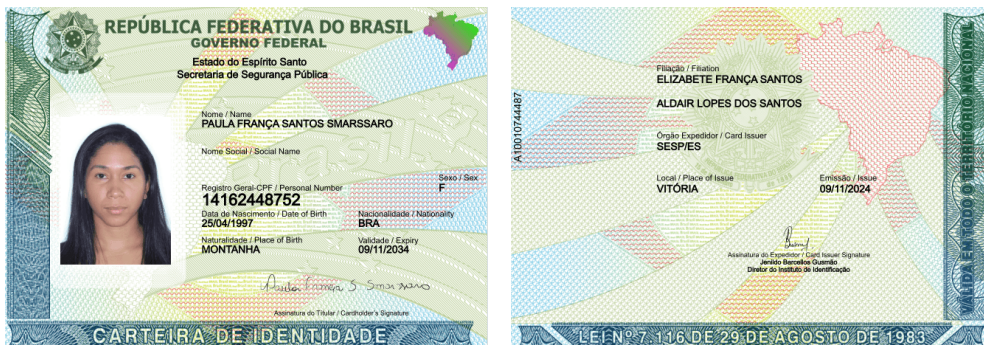 REPÚBLICA FEDERATIVA DO BRASIL
GOVERNO FEDERAL
Estado do Espírito Santo
Secretaria de Segurança Pública
Nome / Name
PAULA FRANÇA SANTOS SMARSSARO
Nome Social / Social Name
Registro Geral-CPF / Personal Number
Sexo / Sex
14162448752
F
Data de Nascimento / Date of Birth
Nacionalidade / Nationality
25/04/1997
BRA
Naturalidade / Place of Birth
Validade / Expiry
MONTANHA
09/11/2034
Paula França S. Smarssaro
Assinatura do Titular / Cardholder's Signature
CARTEIRA DE IDENTIDADE
A10010744487
Filiação / Filiation
ELIZABETE FRANÇA SANTOS
ALDAIR LOPES DOS SANTOS
Órgão Expedidor / Card Issuer
SESP/ES
Local / Place of Issue
Emissão / Issue
VITÓRIA
09/11/2024
Assinatura do Expedidor / Card Issuer Signature
Jenildo Barcellos Gusmão
Diretor do Instituto de Identificação
VÁLIDA EM TODO O TERRITÓRIO NACIONAL
LEI Nº 7.116 DE 29 DE AGOSTO DE 1983